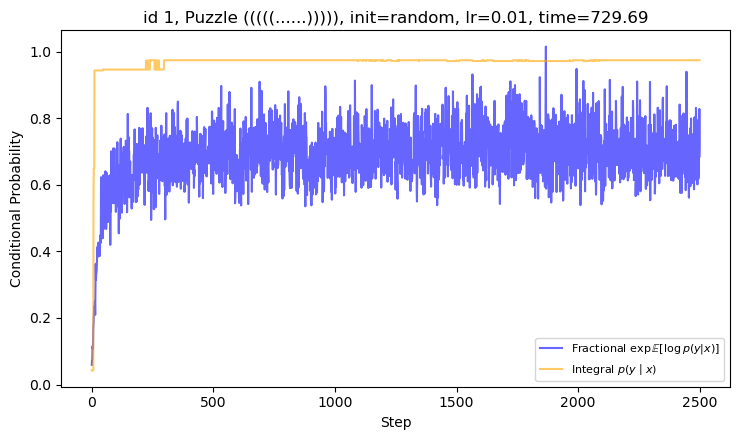 id 1, Puzzle (((((......))))), init=random, lr=0.01, time=729.69
Conditional Probability
1.0
0.8
0.6
0.4
0.2
0.0
Fractional exp𝔼[log p(y|x)]
Integral p(y | x)
0
500
1000
1500
2000
2500
Step